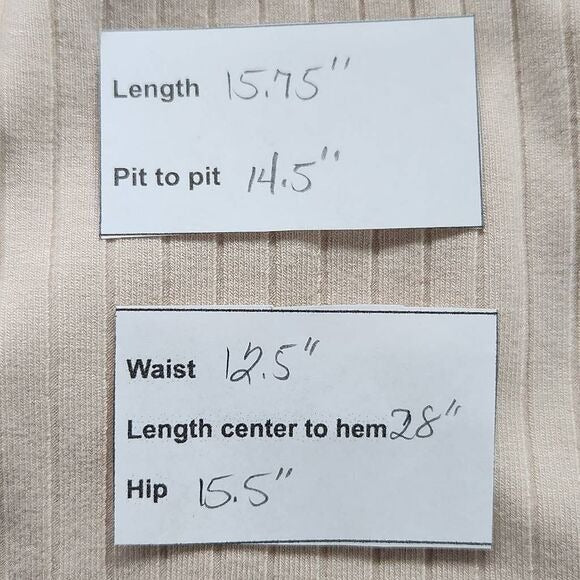 Length 15.75"
Pit to pit 14.5"
Waist 12.5"
Length center to hem 28"
Hip 15.5"